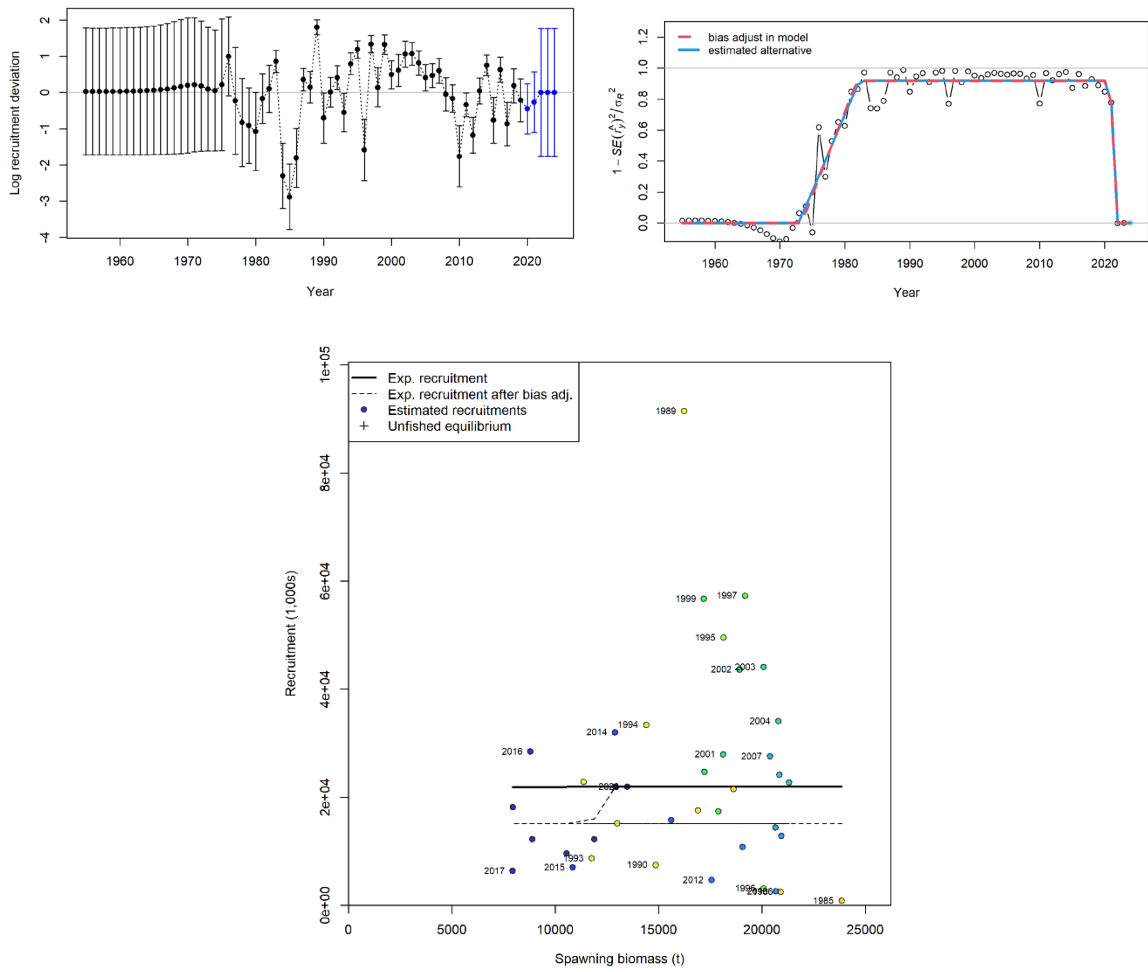 Log recruitment deviation
2
1
0
-1
-2
-3
-4
1960 1970 1980 1990 2000 2010 2020
Year
1 - SE(r̂y)²/σR²
1.2
1.0
0.8
0.6
0.4
0.2
0.0
bias adjust in model
estimated alternative
1960 1970 1980 1990 2000 2010 2020
Year
Recruitment (1,000s)
1e+05
8e+04
6e+04
4e+04
2e+04
0e+00
Exp. recruitment
Exp. recruitment after bias adj.
Estimated recruitments
Unfished equilibrium
1989
1999 1997
1995
2002 2003
1994 2014 2004
2016 2001 2007
2017 2015 1993 1990
2012 1996
1985
0 5000 10000 15000 20000 25000
Spawning biomass (t)